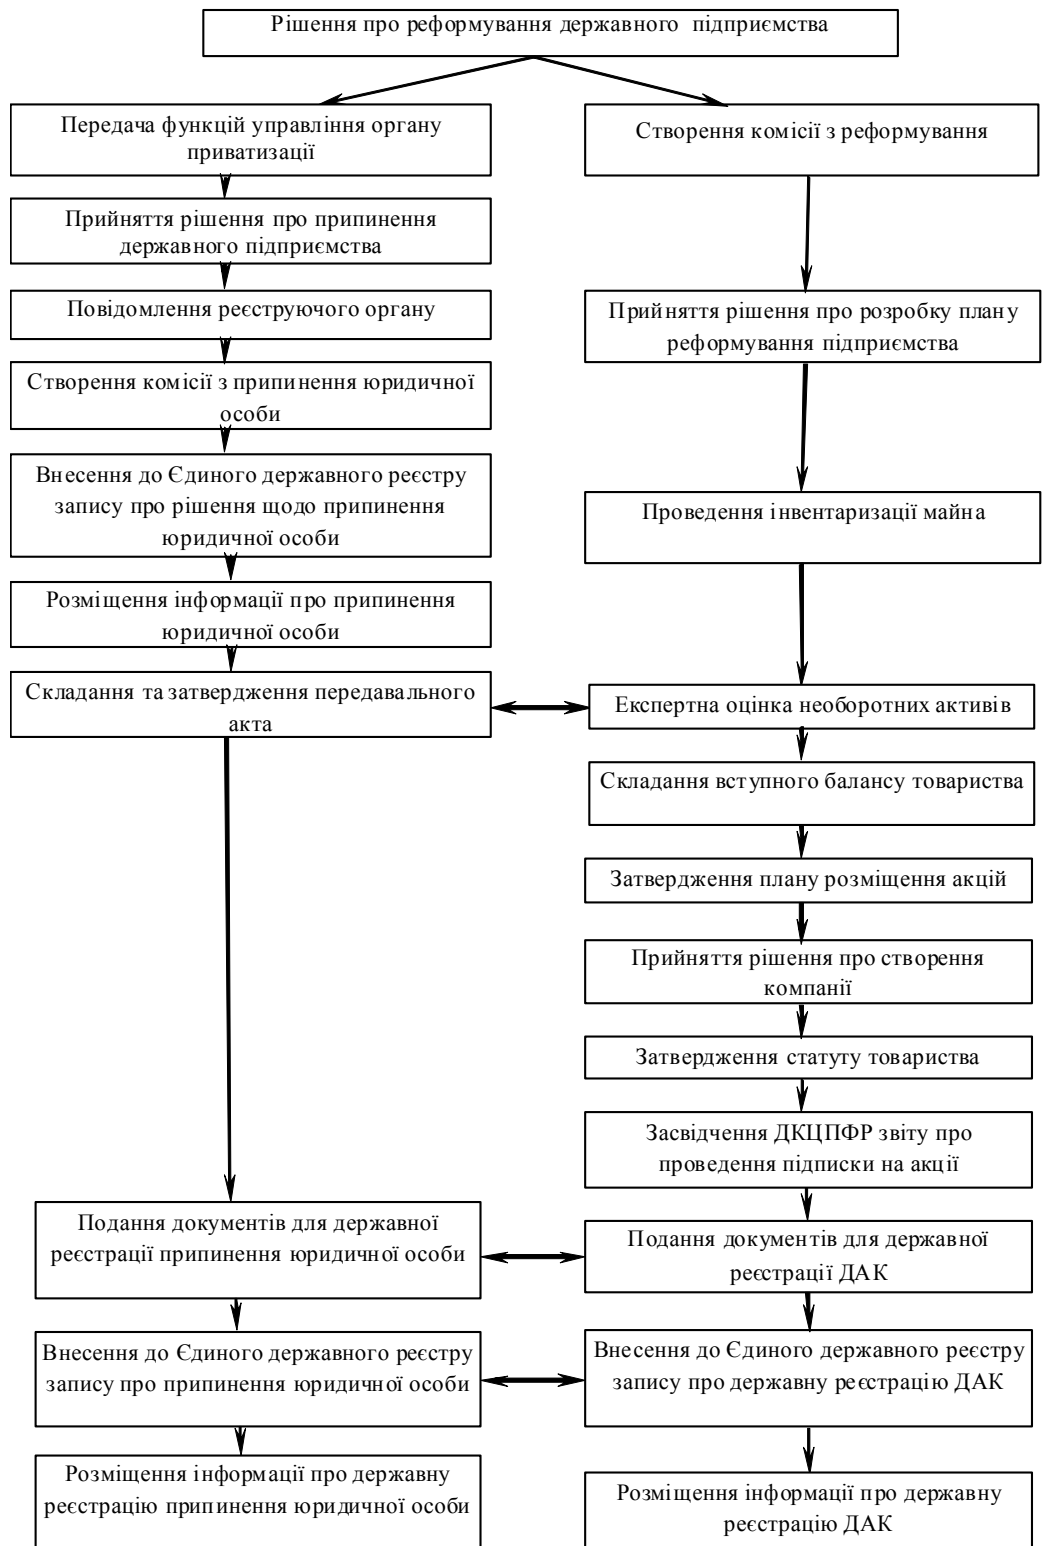 Рішення про реформування державного підприємства
Передача функцій управління органу
приватизації
Створення комісії з реформування
Прийняття рішення про припинення
державного підприємства
Повідомлення реєструючого органу
Прийняття рішення про розробку плану
реформування підприємства
Створення комісії з припинення юридичної
особи
Внесення до Єдиного державного реєстру
запису про рішення щодо припинення
юридичної особи
Проведення інвентаризації майна
Розміщення інформації про припинення
юридичної особи
Складання та затвердження передавального
акта
Експертна оцінка необоротних активів
Складання вступного балансу товариства
Затвердження плану розміщення акцій
Прийняття рішення про створення
компанії
Затвердження статуту товариства
Засвідчення ДКЦПФР звіту про
проведення підписки на акції
Подання документів для державної
реєстрації припинення юридичної особи
Подання документів для державної
реєстрації ДАК
Внесення до Єдиного державного реєстру
запису про припинення юридичної особи
Внесення до Єдиного державного реєстру
запису про державну реєстрацію ДАК
Розміщення інформації про державну
реєстрацію припинення юридичної особи
Розміщення інформації про державну
реєстрацію ДАК